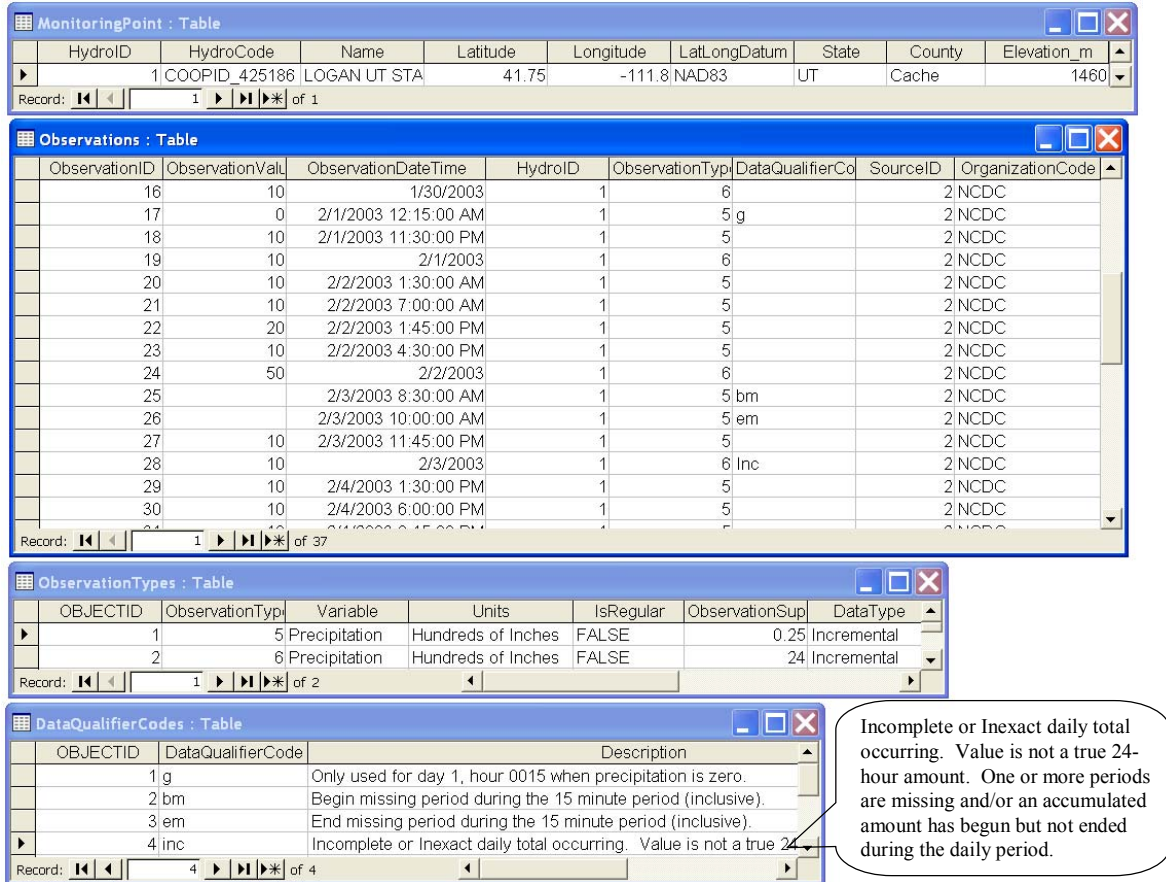 MonitoringPoint : Table
HydroID HydroCode Name Latitude Longitude LatLongDatum State County Elevation_m
1 COOPID_425186 LOGAN UT STA 41.75 -111.8 NAD83 UT Cache 1460
Record: 1 of 1
Observations : Table
ObservationID ObservationValu ObservationDateTime HydroID ObservationTyp DataQualifierCo SourceID OrganizationCode
16 10 1/30/2003 1 6 2 NCDC
17 0 2/1/2003 12:15:00 AM 1 5 g 2 NCDC
18 10 2/1/2003 11:30:00 PM 1 5 2 NCDC
19 10 2/1/2003 1 6 2 NCDC
20 10 2/2/2003 1:30:00 AM 1 5 2 NCDC
21 10 2/2/2003 7:00:00 AM 1 5 2 NCDC
22 20 2/2/2003 1:45:00 PM 1 5 2 NCDC
23 10 2/2/2003 4:30:00 PM 1 5 2 NCDC
24 50 2/2/2003 1 6 2 NCDC
25 2/3/2003 8:30:00 AM 1 5 bm 2 NCDC
26 2/3/2003 10:00:00 AM 1 5 em 2 NCDC
27 10 2/3/2003 11:45:00 PM 1 5 2 NCDC
28 10 2/3/2003 1 6 Inc 2 NCDC
29 10 2/4/2003 1:30:00 PM 1 5 2 NCDC
30 10 2/4/2003 6:00:00 PM 1 5 2 NCDC
Record: 1 of 37
ObservationTypes : Table
OBJECTID ObservationTyp Variable Units IsRegular ObservationSup DataType
1 5 Precipitation Hundreds of Inches FALSE 0.25 Incremental
2 6 Precipitation Hundreds of Inches FALSE 24 Incremental
Record: 1 of 2
DataQualifierCodes : Table
OBJECTID DataQualifierCode Description
1 g Only used for day 1, hour 0015 when precipitation is zero.
2 bm Begin missing period during the 15 minute period (inclusive).
3 em End missing period during the 15 minute period (inclusive).
4 inc Incomplete or Inexact daily total occurring. Value is not a true 24
Record: 4 of 4
Incomplete or Inexact daily total
occurring. Value is not a true 24-
hour amount. One or more periods
are missing and/or an accumulated
amount has begun but not ended
during the daily period.